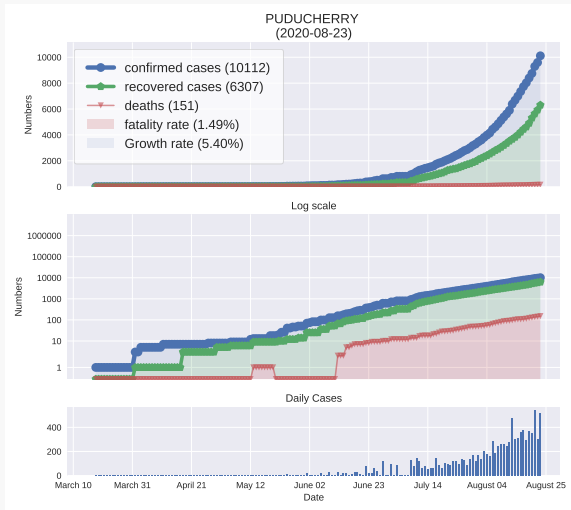 PUDUCHERRY
(2020-08-23)
confirmed cases (10112)
recovered cases (6307)
deaths (151)
fatality rate (1.49%)
Growth rate (5.40%)
10000
8000
6000
4000
2000
0
Numbers
Log scale
1000000
100000
10000
1000
100
10
1
Numbers
Daily Cases
400
200
0
March 10 March 31 April 21 May 12 June 02 June 23 July 14 August 04 August 25
Date